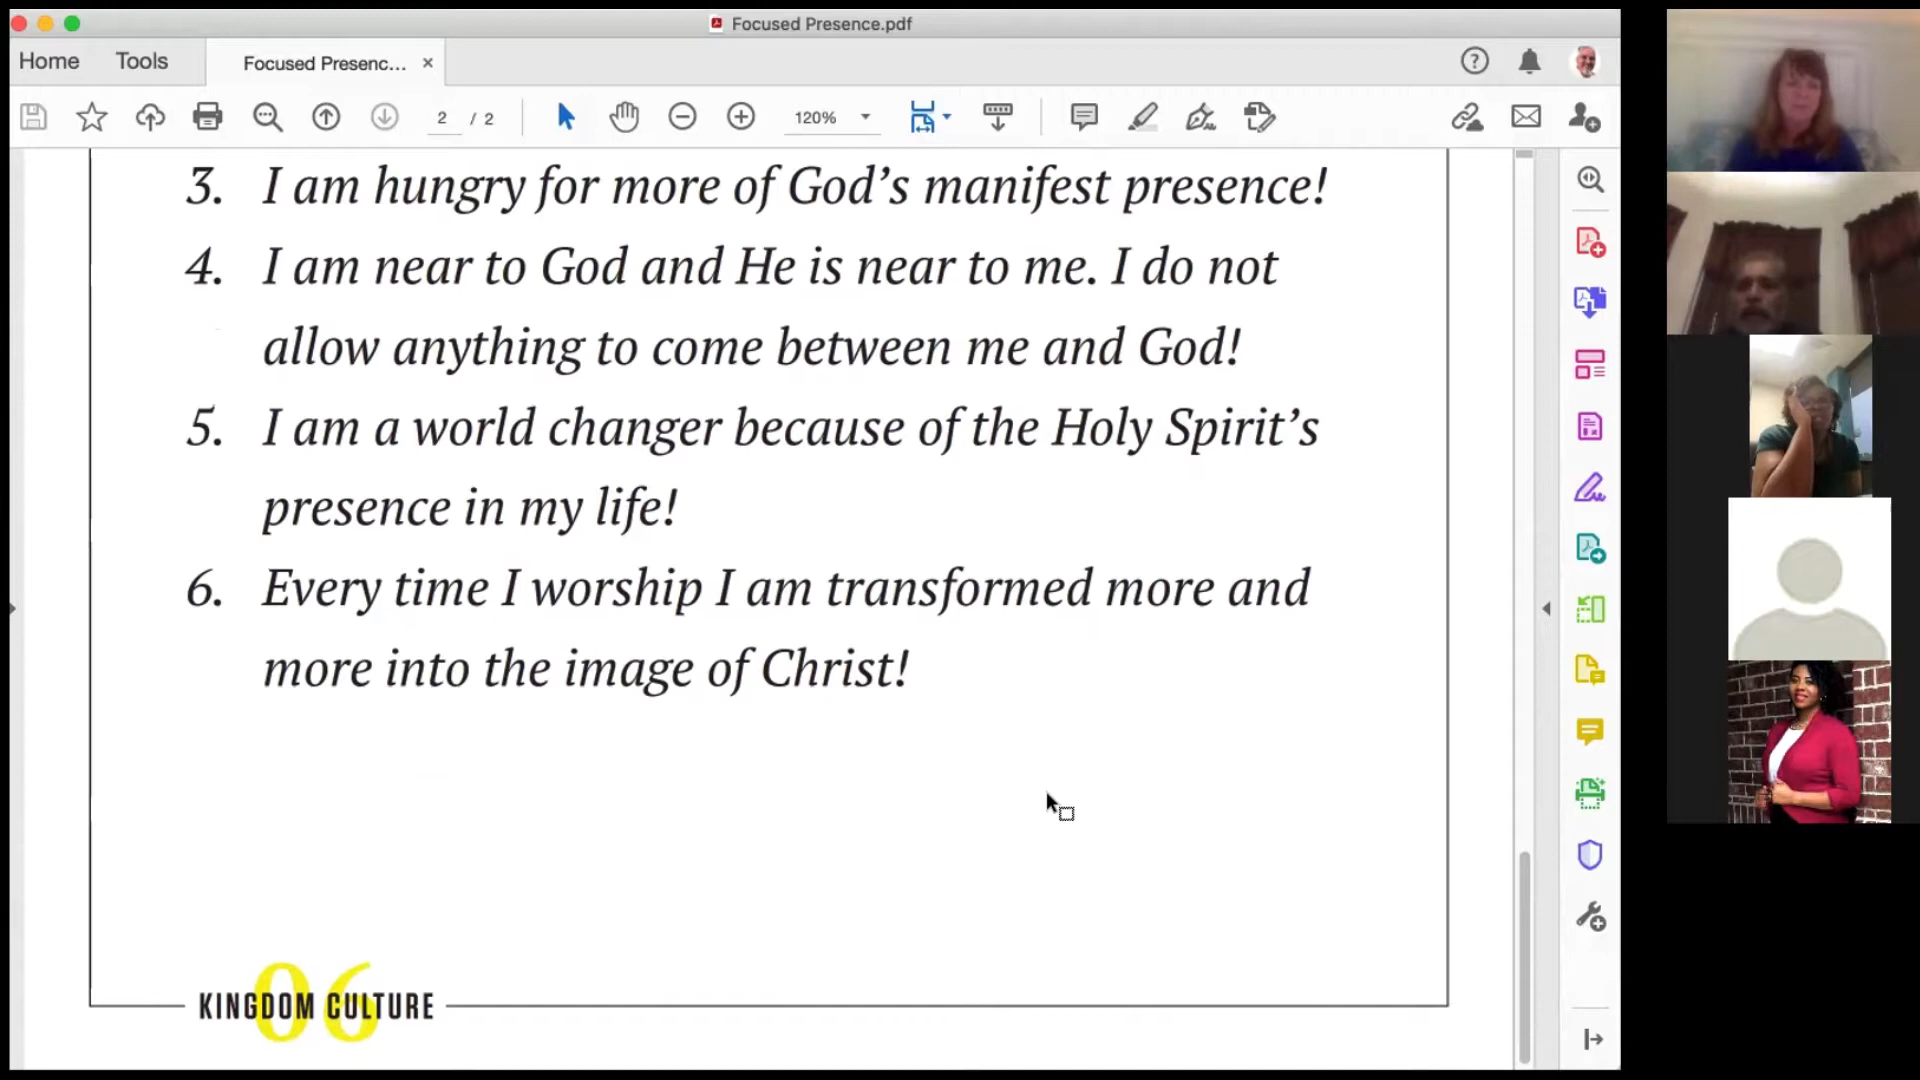 Focused Presence.pdf
Home
Tools
Focused Presenc...
2
/ 2
120%
3. I am hungry for more of God’s manifest presence!
4. I am near to God and He is near to me. I do not
allow anything to come between me and God!
5. I am a world changer because of the Holy Spirit’s
presence in my life!
6. Every time I worship I am transformed more and
more into the image of Christ!
06
KINGDOM CULTURE